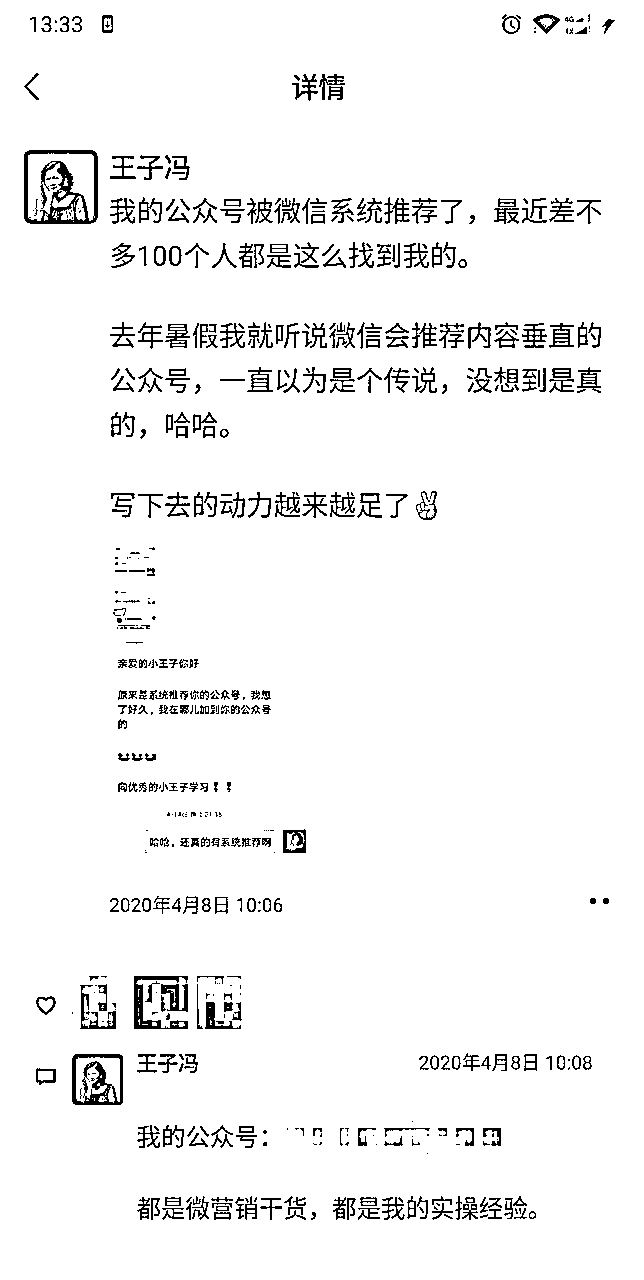 13:33
详情
王子冯
我的公众号被微信系统推荐了，最近差不
多100个人都是这么找到我的。
去年暑假我就听说微信会推荐内容垂直的
公众号，一直以为是个传说，没想到是真
的，哈哈。
写下去的动力越来越足了✌
亲爱的小王子你好
原来是系统推荐你的公众号，我想
了好久，我在哪儿加到你的公众号
的
向优秀的小王子学习！！
哈哈，还真的有系统推荐啊
2020年4月8日 10:06
王子冯
2020年4月8日 10:08
我的公众号：
都是微营销干货，都是我的实操经验。